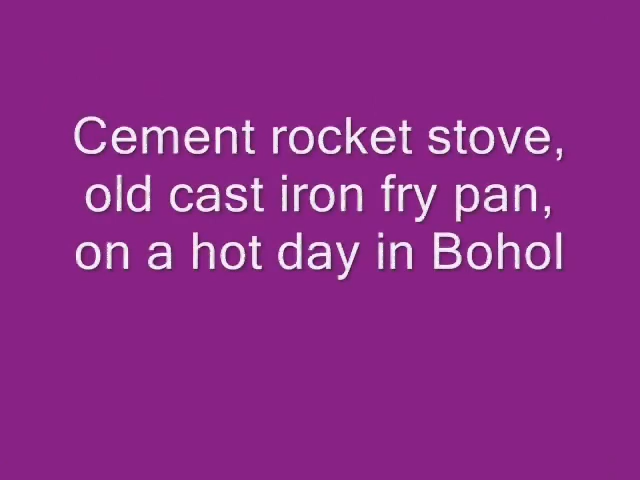 Cement rocket stove,
old cast iron fry pan,
on a hot day in Bohol